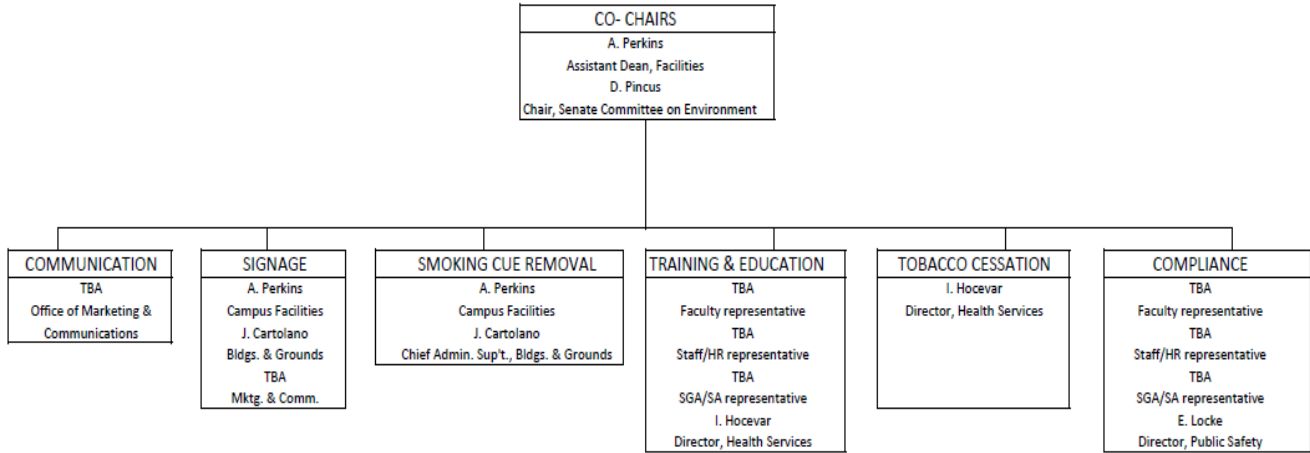 CO- CHAIRS
A. Perkins
Assistant Dean, Facilities
D. Pincus
Chair, Senate Committee on Environment
COMMUNICATION
TBA
Office of Marketing &
Communications
SIGNAGE
A. Perkins
Campus Facilities
J. Cartolano
Bldgs. & Grounds
TBA
Mktg. & Comm.
SMOKING CUE REMOVAL
A. Perkins
Campus Facilities
J. Cartolano
Chief Admin. Sup't., Bldgs. & Grounds
TRAINING & EDUCATION
TBA
Faculty representative
TBA
Staff/HR representative
TBA
SGA/SA representative
I. Hocevar
Director, Health Services
TOBACCO CESSATION
I. Hocevar
Director, Health Services
COMPLIANCE
TBA
Faculty representative
TBA
Staff/HR representative
TBA
SGA/SA representative
E. Locke
Director, Public Safety